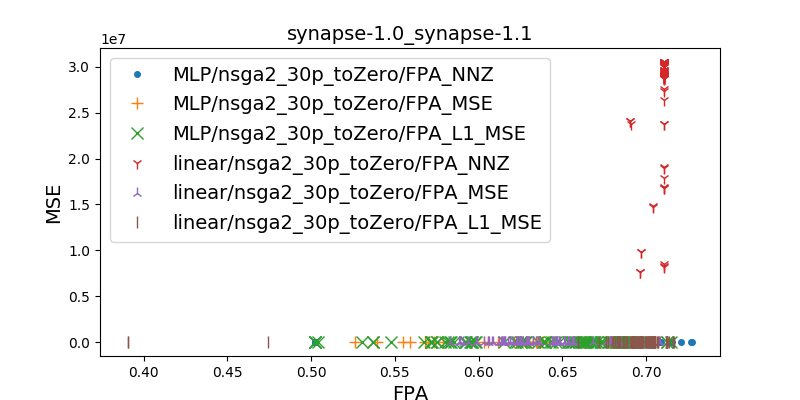 synapse-1.0_synapse-1.1
1e7
MLP/nsga2_30p_toZero/FPA_NNZ
MLP/nsga2_30p_toZero/FPA_MSE
MLP/nsga2_30p_toZero/FPA_L1_MSE
linear/nsga2_30p_toZero/FPA_NNZ
linear/nsga2_30p_toZero/FPA_MSE
linear/nsga2_30p_toZero/FPA_L1_MSE
MSE
3.0
2.5
2.0
1.5
1.0
0.5
0.0
0.40 0.45 0.50 0.55 0.60 0.65 0.70
FPA